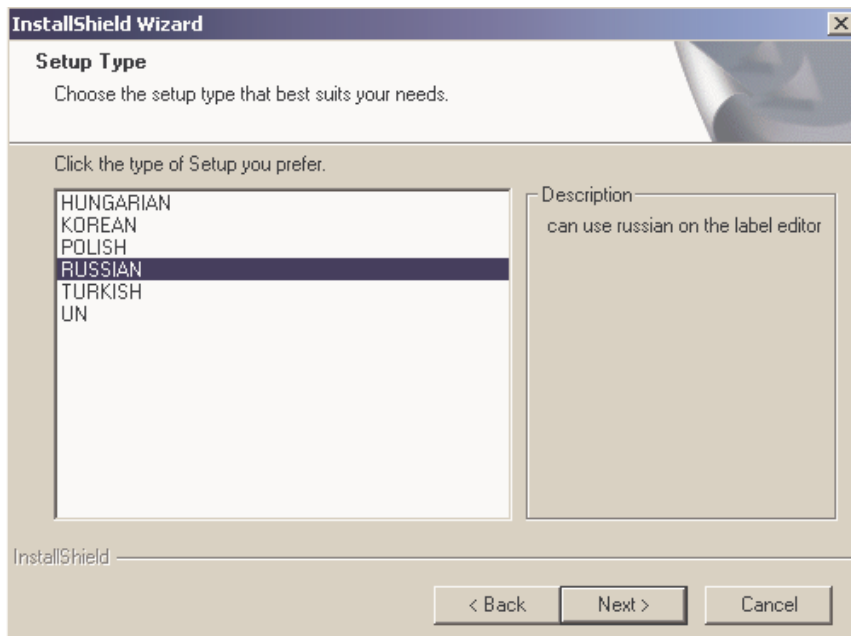 InstallShield Wizard
Setup Type
Choose the setup type that best suits your needs.
Click the type of Setup you prefer.
HUNGARIAN
KOREAN
POLISH
RUSSIAN
TURKISH
UN
Description
can use russian on the label editor
InstallShield
< Back
Next >
Cancel